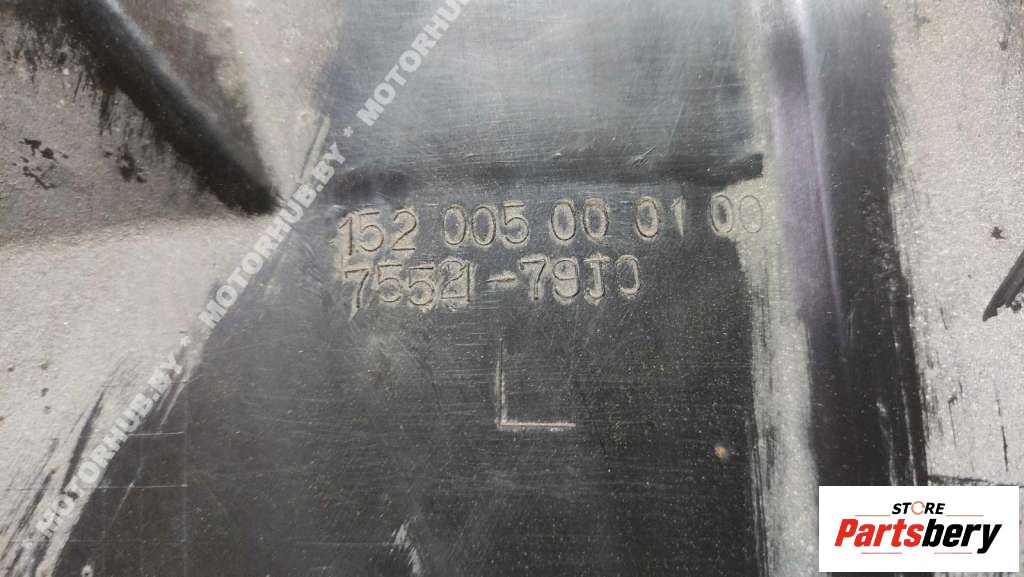 152 005 00 01 00
75521-79J0
L
MOTORHUB.BY * MOTORHUB.BY * MOTORHUB.BY
STORE
Partsbery